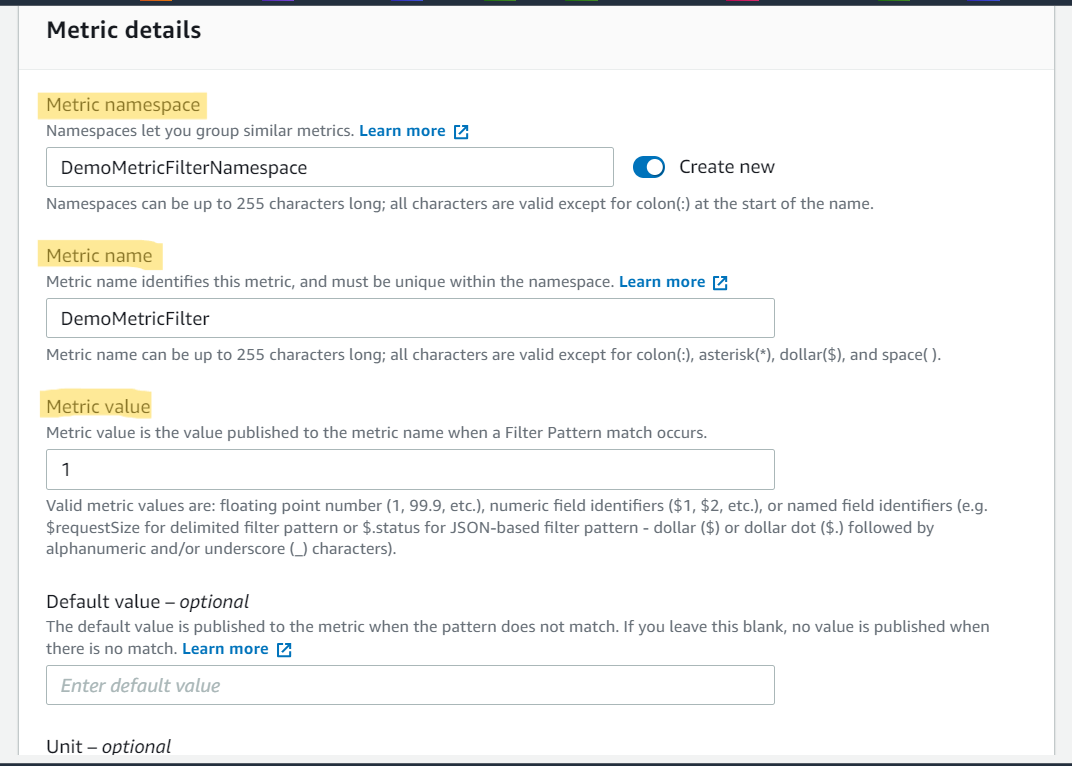 Metric details
Metric namespace
Namespaces let you group similar metrics. Learn more
DemoMetricFilterNamespace
Create new
Namespaces can be up to 255 characters long; all characters are valid except for colon(:) at the start of the name.
Metric name
Metric name identifies this metric, and must be unique within the namespace. Learn more
DemoMetricFilter
Metric name can be up to 255 characters long; all characters are valid except for colon(:), asterisk(*), dollar($), and space( ).
Metric value
Metric value is the value published to the metric name when a Filter Pattern match occurs.
1
Valid metric values are: floating point number (1, 99.9, etc.), numeric field identifiers ($1, $2, etc.), or named field identifiers (e.g.
$requestSize for delimited filter pattern or $.status for JSON-based filter pattern - dollar ($) or dollar dot ($.) followed by
alphanumeric and/or underscore (_) characters).
Default value – optional
The default value is published to the metric when the pattern does not match. If you leave this blank, no value is published when
there is no match. Learn more
Enter default value
Unit – optional